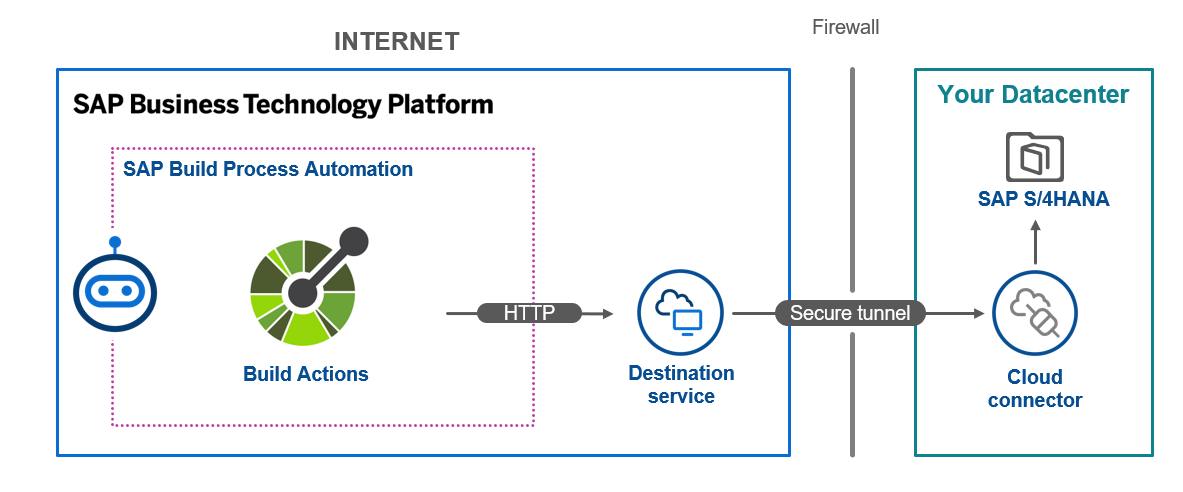 INTERNET
Firewall
SAP Business Technology Platform
SAP Build Process Automation
Build Actions
HTTP
Destination
service
Secure tunnel
Your Datacenter
SAP S/4HANA
Cloud
connector